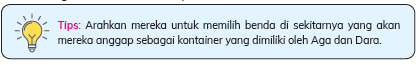 Tips: Arahkan mereka untuk memilih benda di sekitarnya yang akan
mereka anggap sebagai kontainer yang dimiliki oleh Aga dan Dara.